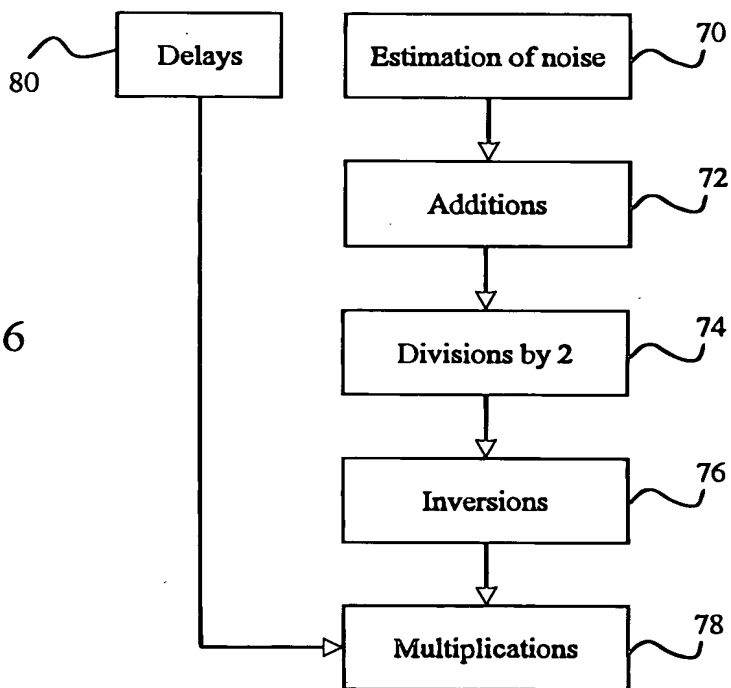 Delays
80
Estimation of noise
70
Additions
72
6
Divisions by 2
74
Inversions
76
Multiplications
78